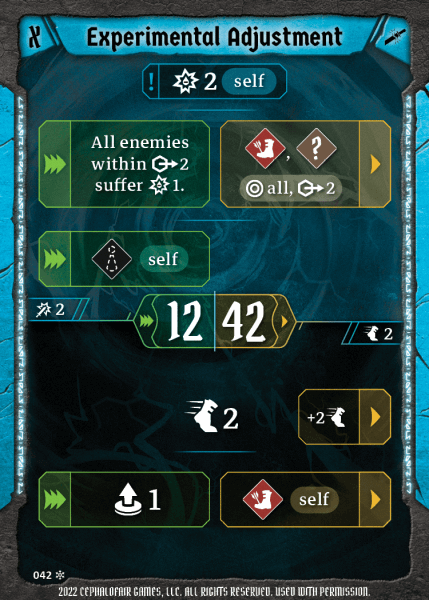 Experimental Adjustment
! 2 self
All enemies
within 2
suffer 1.
, ?
all, 2
self
2
12 42
2
2 +2
1 self
042
2022 CEPHALOFAIR GAMES, LLC. ALL RIGHTS RESERVED. USED WITH PERMISSION.